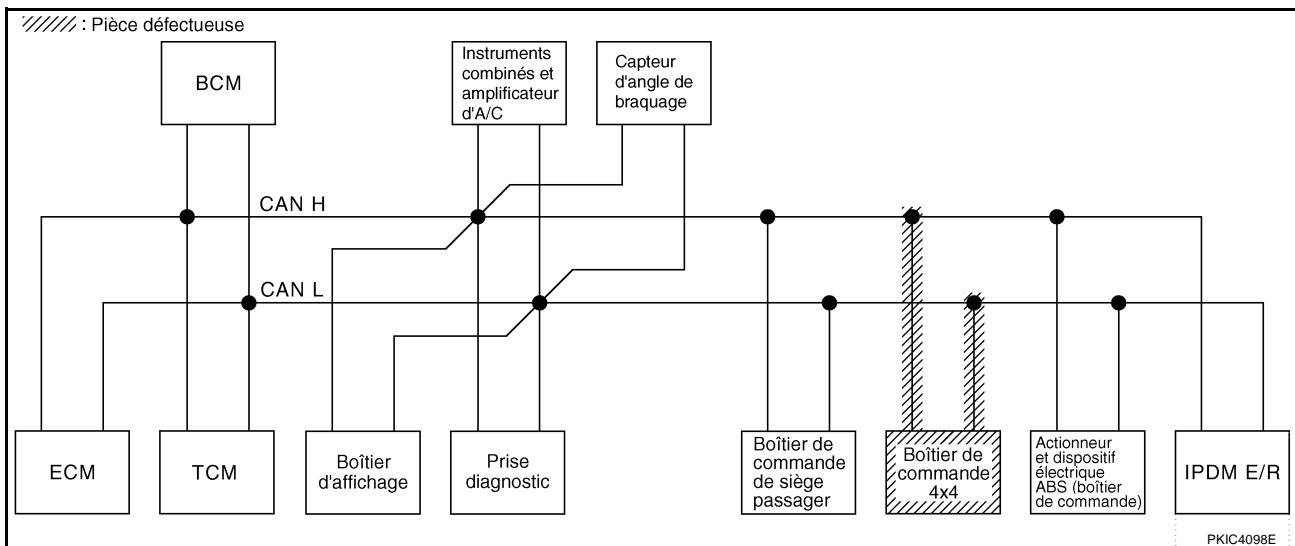 : Pièce défectueuse
BCM
Instruments
combinés et
amplificateur
d'A/C
Capteur
d'angle de
braquage
CAN H
CAN L
ECM
TCM
Boîtier
d'affichage
Prise
diagnostic
Boîtier de
commande
de siège
passager
Boîtier de
commande
4x4
Actionneur
et dispositif
électrique
ABS (boîtier
de commande)
IPDM E/R
PKIC4098E